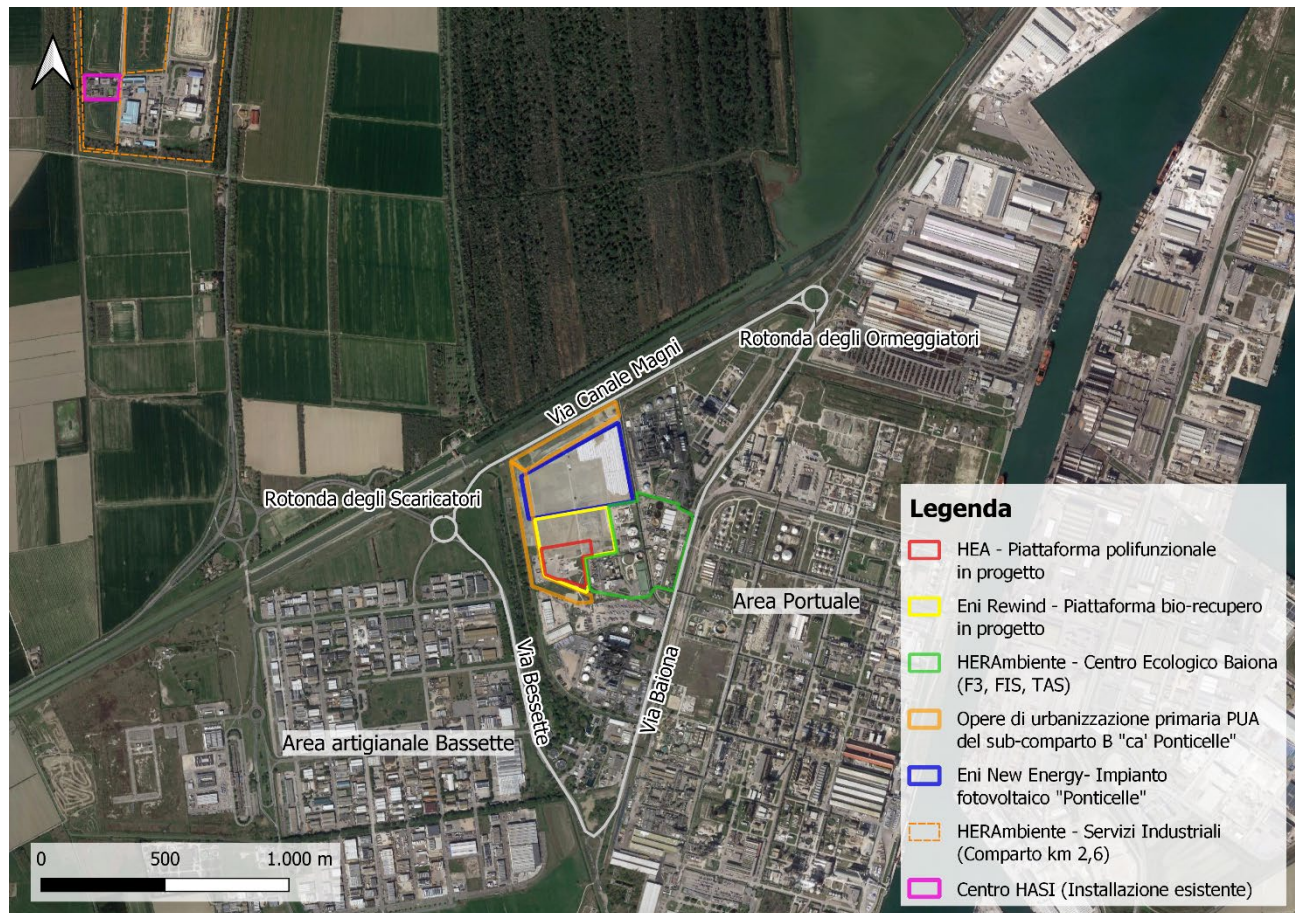 Via Canale Magni
Rotonda degli Ormeggiatori
Rotonda degli Scaricatori
Area Portuale
Via Bessette
Via Baiona
Area artigianale Bassette
0 500 1.000 m
Legenda
HEA - Piattaforma polifunzionale
in progetto
Eni Rewind - Piattaforma bio-recupero
in progetto
HERAmbiente - Centro Ecologico Baiona
(F3, FIS, TAS)
Opere di urbanizzazione primaria PUA
del sub-comparto B "ca' Ponticelle"
Eni New Energy- Impianto
fotovoltaico "Ponticelle"
HERAmbiente - Servizi Industriali
(Comparto km 2,6)
Centro HASI (Installazione esistente)